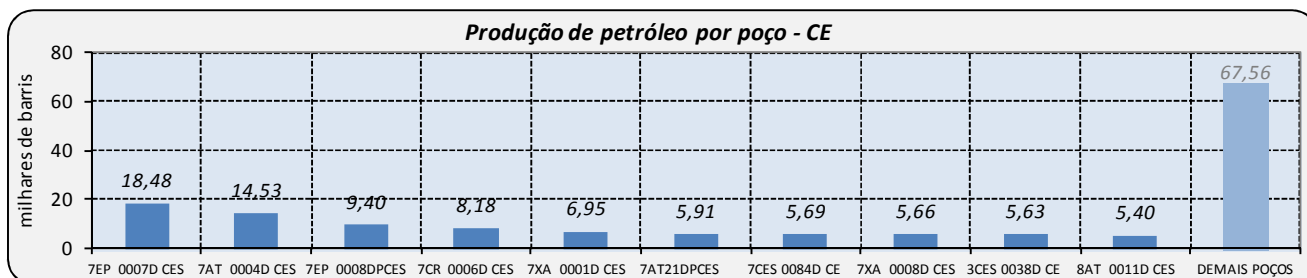 Produção de petróleo por poço - CE
milhares de barris
80
60
40
20
0
18,48
14,53
9,40
8,18
6,95
5,91
5,69
5,66
5,63
5,40
67,56
7EP 0007D CES
7AT 0004D CES
7EP 0008DPCES
7CR 0006D CES
7XA 0001D CES
7AT21DPCES
7CES 0084D CE
7XA 0008D CES
3CES 0038D CE
8AT 0011D CES
DEMAIS POÇOS